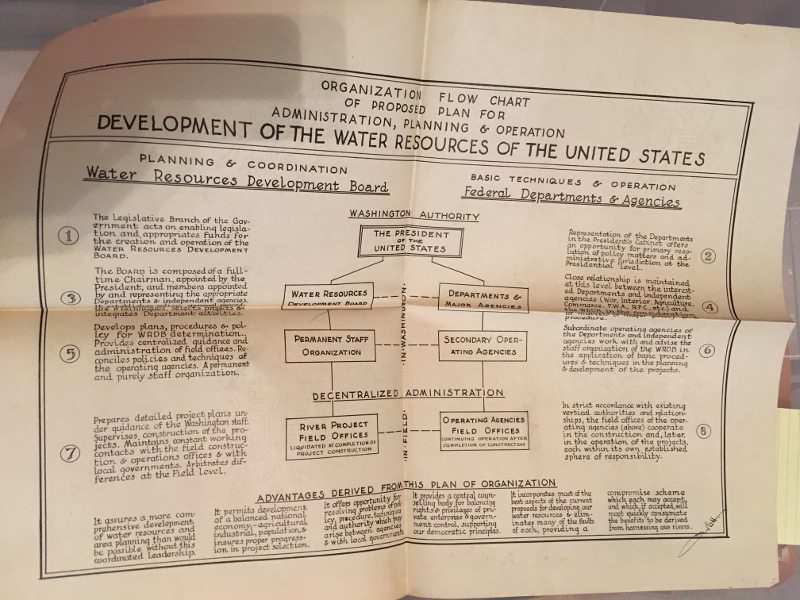 ORGANIZATION FLOW CHART
OF PROPOSED PLAN FOR
ADMINISTRATION, PLANNING & OPERATION
DEVELOPMENT OF THE WATER RESOURCES OF THE UNITED STATES
PLANNING & COORDINATION
Water Resources Development Board
BASIC TECHNIQUES & OPERATION
Federal Departments & Agencies
WASHINGTON AUTHORITY
THE PRESIDENT
OF THE
UNITED STATES
1
The Legislative Branch of the Gov-
ernment acts on enabling legisla-
tion and appropriates funds for
the creation and operation of the
WATER RESOURCES DEVELOPMENT
BOARD.
2
Representation of the Departments
in the President's Cabinet offers
an opportunity for primary reso-
lution of policy matters and ad-
ministrative jurisdiction at the
Presidential level.
3
The BOARD is composed of a full-
time Chairman, appointed by the
President, and members appointed
by and representing the appropriate
Departments & independent agencies.
integrates Department activities.
WATER RESOURCES
DEVELOPMENT BOARD
DEPARTMENTS &
MAJOR AGENCIES
4
Close relationship is maintained
at this level between the interest-
ed Departments and independent
agencies (War, Interior, Agriculture,
Commerce, F.W.A., F.P.C., etc.) and
procedure.
IN WASHINGTON
5
Develops plans, procedures & pol-
icy for WRDB determination.
Provides centralized guidance and
administration of field offices. Re-
conciles policies and techniques of
the operating agencies. A permanent
and purely staff organization.
PERMANENT STAFF
ORGANIZATION
SECONDARY OPER-
ATING AGENCIES
6
Subordinate operating agencies of
the Departments and independent
agencies work with and advise the
staff organization of the WRDB in
the application of basic proced-
ures & techniques in the planning
& development of the projects.
DECENTRALIZED ADMINISTRATION
7
Prepares detailed project plans un-
der guidance of the Washington staff.
Supervises construction of the pro-
jects. Maintains constant working
contacts with the field construc-
tion & operations offices & with
local governments. Arbitrates dif-
ferences at the Field level.
RIVER PROJECT
FIELD OFFICES
LIQUIDATED AT COMPLETION OF
PROJECT CONSTRUCTION
IN FIELD
OPERATING AGENCIES
FIELD OFFICES
CONTINUING OPERATION AFTER
COMPLETION OF CONSTRUCTION
8
In strict accordance with existing
vertical authorities and relation-
ships, the field offices of the oper-
ating agencies (above) cooperate
in the construction and, later,
in the operation of the projects,
each within its own established
sphere of responsibility.
ADVANTAGES DERIVED FROM THIS PLAN OF ORGANIZATION
It assures a more com-
prehensive development
of water resources and
area planning than would
be possible without this
coordinated leadership.
It permits development
of a balanced national
economy-agricultural
industrial, population, &
insures proper progress-
ion in project selection.
It offers opportunity for
resolving problems of pol-
icy, procedure, technique
and authority which may
arise between agencies
& with local government.
It provides a central coun-
selling body for balancing
rights & privileges of pri-
vate enterprise & govern-
ment control, supporting
our democratic principles.
It incorporates most of the
best aspects of the current
proposals for developing our
water resources & elim-
inates many of the faults
of each, providing a
compromise scheme
which each may accept,
and which, if accepted, will
most quickly consummate
the benefits to be derived
from harnessing our rivers.